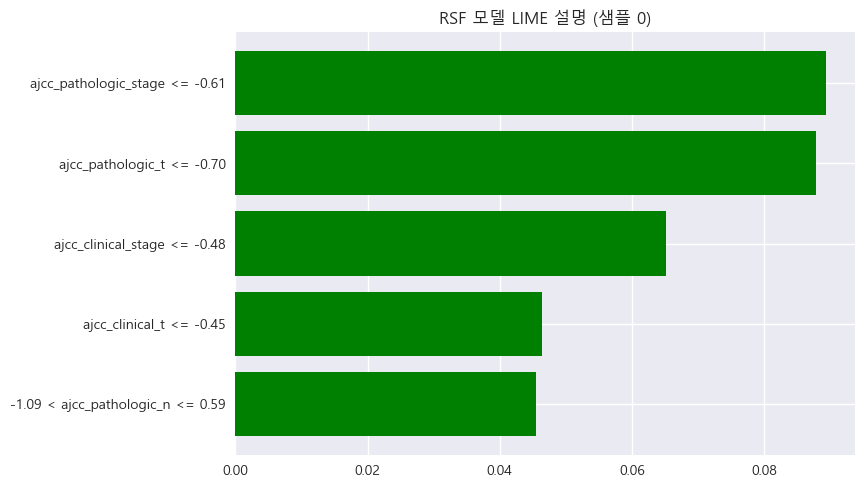 RSF 모델 LIME 설명 (샘플 0)
ajcc_pathologic_stage <= -0.61
ajcc_pathologic_t <= -0.70
ajcc_clinical_stage <= -0.48
ajcc_clinical_t <= -0.45
-1.09 < ajcc_pathologic_n <= 0.59
0.00 0.02 0.04 0.06 0.08